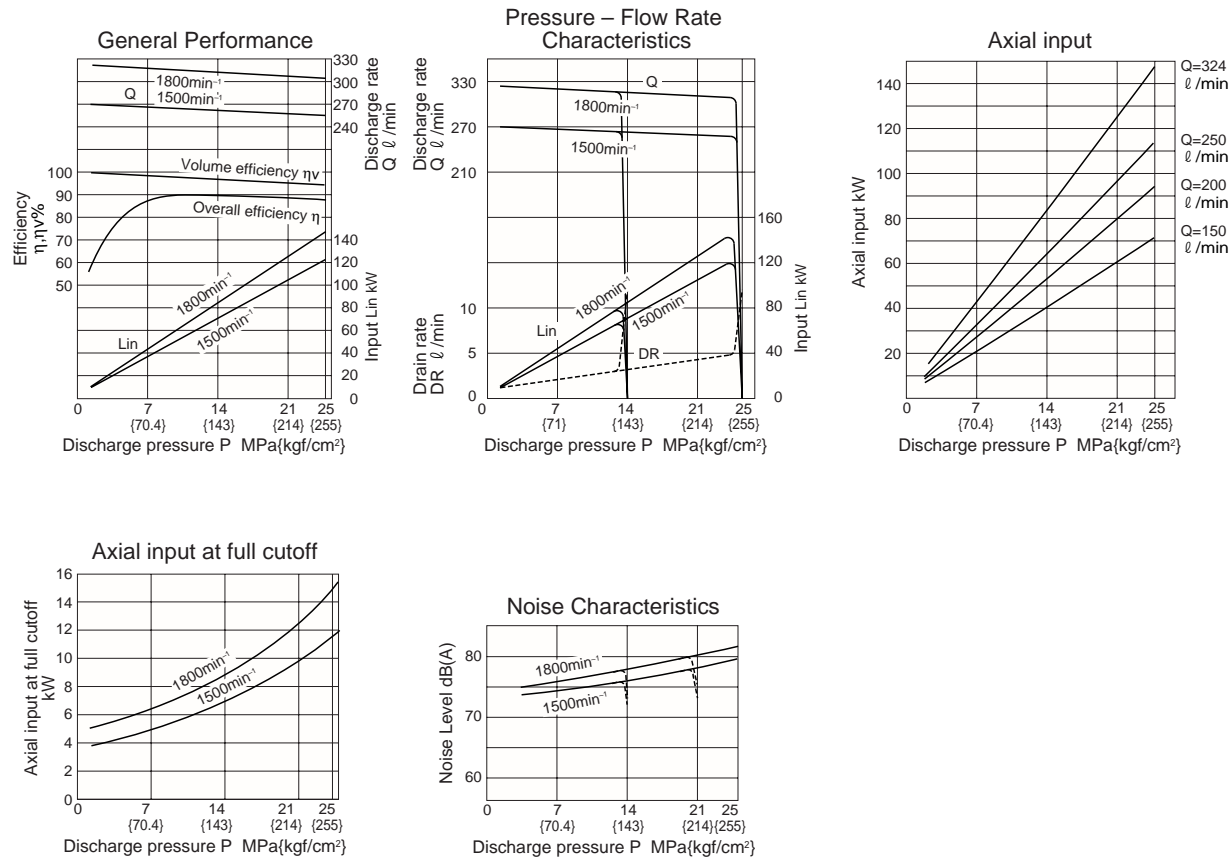 General Performance
330
300
270
240
Discharge rate
Q ℓ /min
1800min⁻¹
Q
1500min⁻¹
Volume efficiency ηv
Overall efficiency η
100
90
80
70
60
50
Efficiency
η,ηv%
140
120
100
80
60
40
20
0
Input Lin kW
1800min⁻¹
1500min⁻¹
Lin
0
7
14
21
25
{70.4}
{143}
{214}
{255}
Discharge pressure P MPa{kgf/cm²}
Pressure – Flow Rate
Characteristics
Discharge rate
Q ℓ /min
330
270
210
Q
1800min⁻¹
1500min⁻¹
160
120
80
40
0
Input Lin kW
10
5
0
Drain rate
DR ℓ /min
1800min⁻¹
1500min⁻¹
Lin
DR
0
7
14
21
25
{71}
{143}
{214}
{255}
Discharge pressure P MPa{kgf/cm²}
Axial input
Axial input kW
140
120
100
80
60
40
20
Q=324
ℓ /min
Q=250
ℓ /min
Q=200
ℓ /min
Q=150
ℓ /min
0
7
14
21
25
{70.4}
{143}
{214}
{255}
Discharge pressure P MPa{kgf/cm²}
Axial input at full cutoff
Axial input at full cutoff
kW
16
14
12
10
8
6
4
2
0
1800min⁻¹
1500min⁻¹
0
7
14
21
25
{70.4}
{143}
{214}
{255}
Discharge pressure P MPa{kgf/cm²}
Noise Characteristics
Noise Level dB(A)
80
70
60
1800min⁻¹
1500min⁻¹
0
7
14
21
25
{70.4}
{143}
{214}
{255}
Discharge pressure P MPa{kgf/cm²}